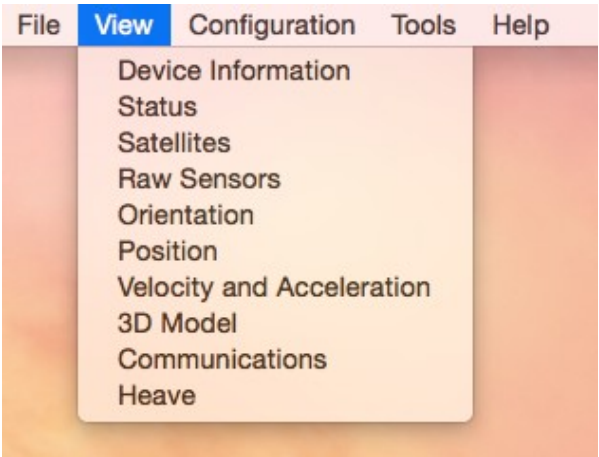 File View Configuration Tools Help
Device Information
Status
Satellites
Raw Sensors
Orientation
Position
Velocity and Acceleration
3D Model
Communications
Heave